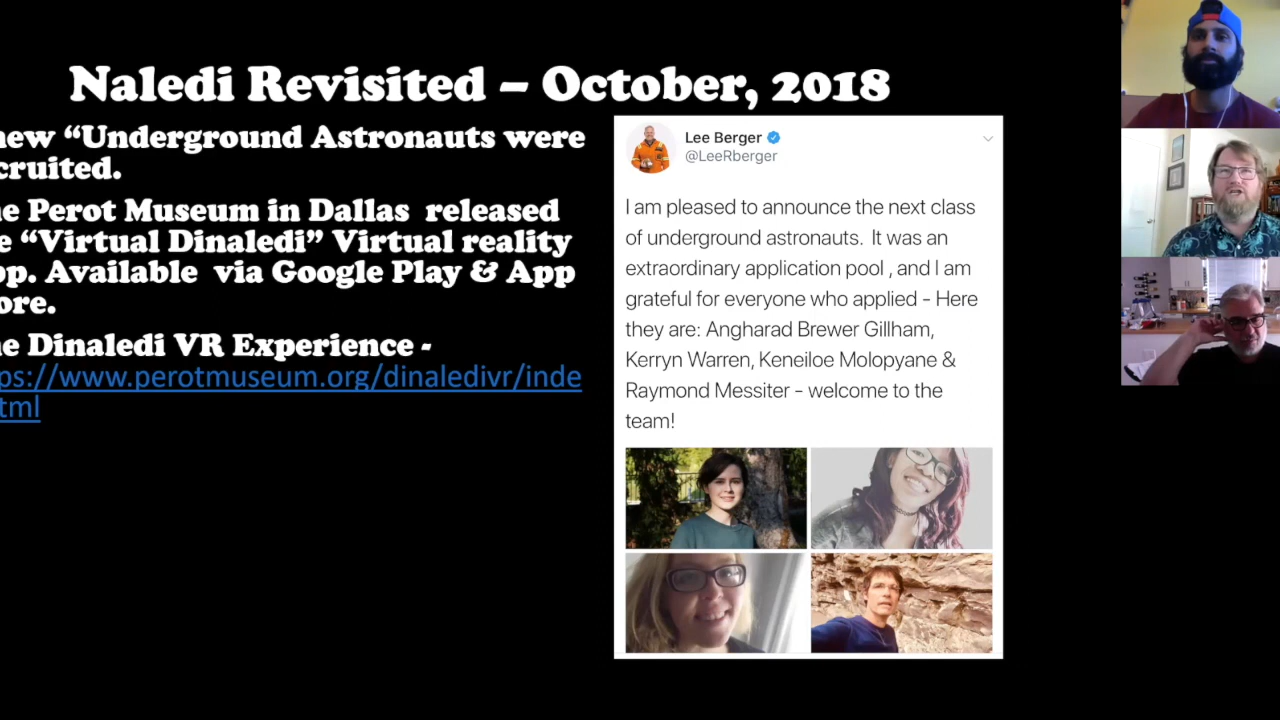 Naledi Revisited – October, 2018
new “Underground Astronauts were
cruited.
e Perot Museum in Dallas released
e “Virtual Dinaledi” Virtual reality
pp. Available via Google Play & App
ore.
e Dinaledi VR Experience -
ps://www.perotmuseum.org/dinaledivr/inde
tml
Lee Berger
@LeeRberger
I am pleased to announce the next class
of underground astronauts. It was an
extraordinary application pool , and I am
grateful for everyone who applied - Here
they are: Angharad Brewer Gillham,
Kerryn Warren, Keneiloe Molopyane &
Raymond Messiter - welcome to the
team!